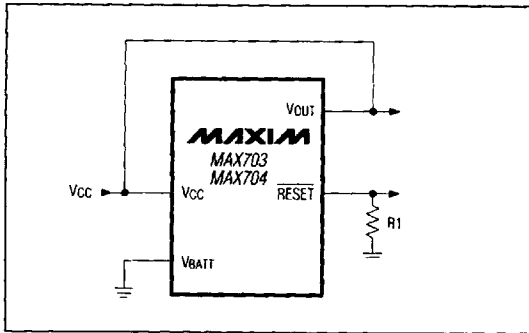 VOUT
MAXIM
MAX703
MAX704
VCC
VCC
RESET
R1
VBATT